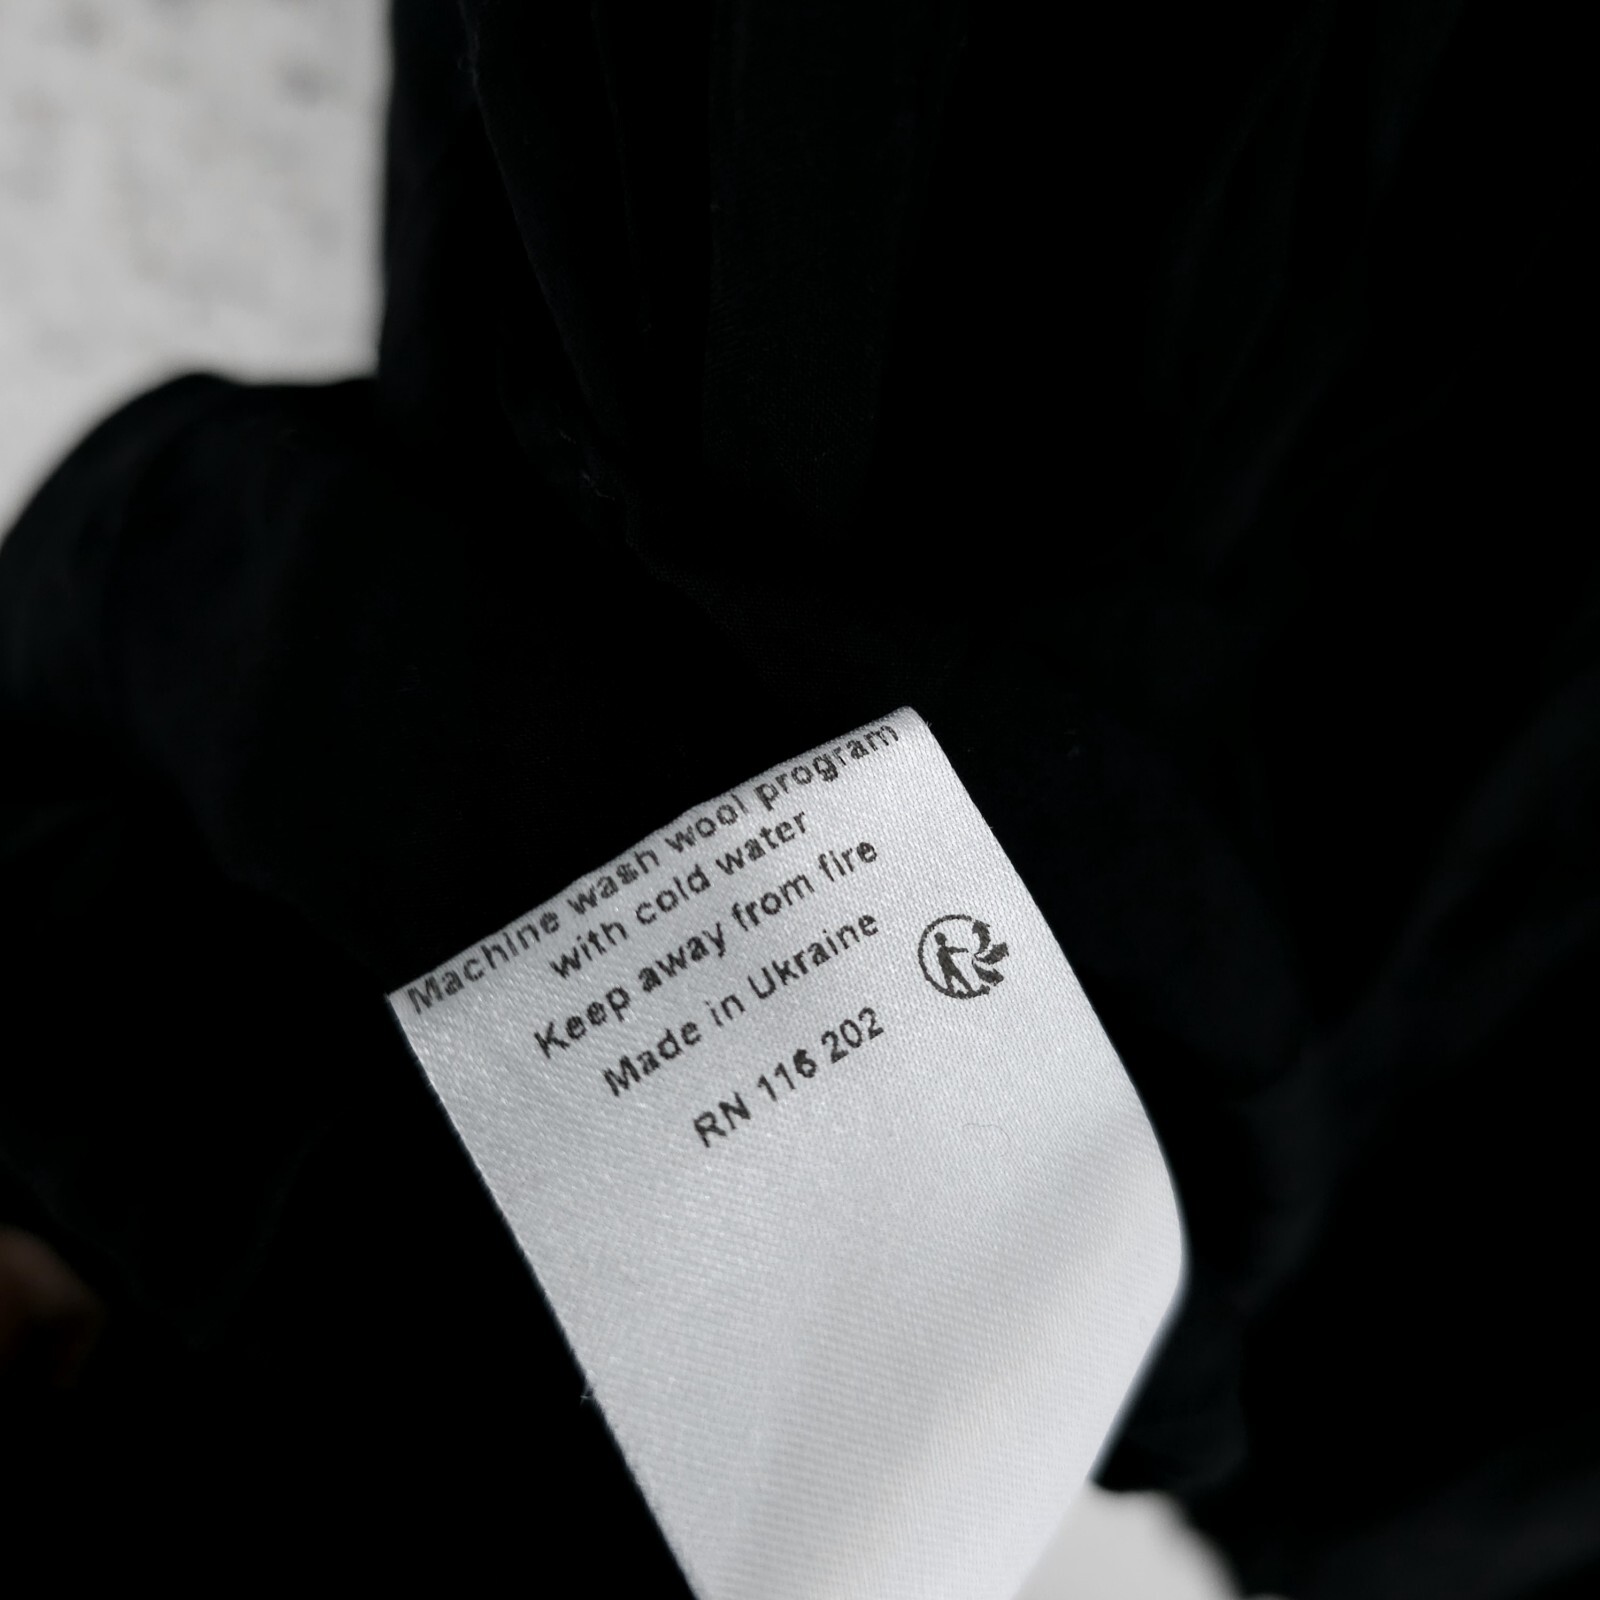 Machine wash wool program
with cold water
Keep away from fire
Made in Ukraine
RN 116 202